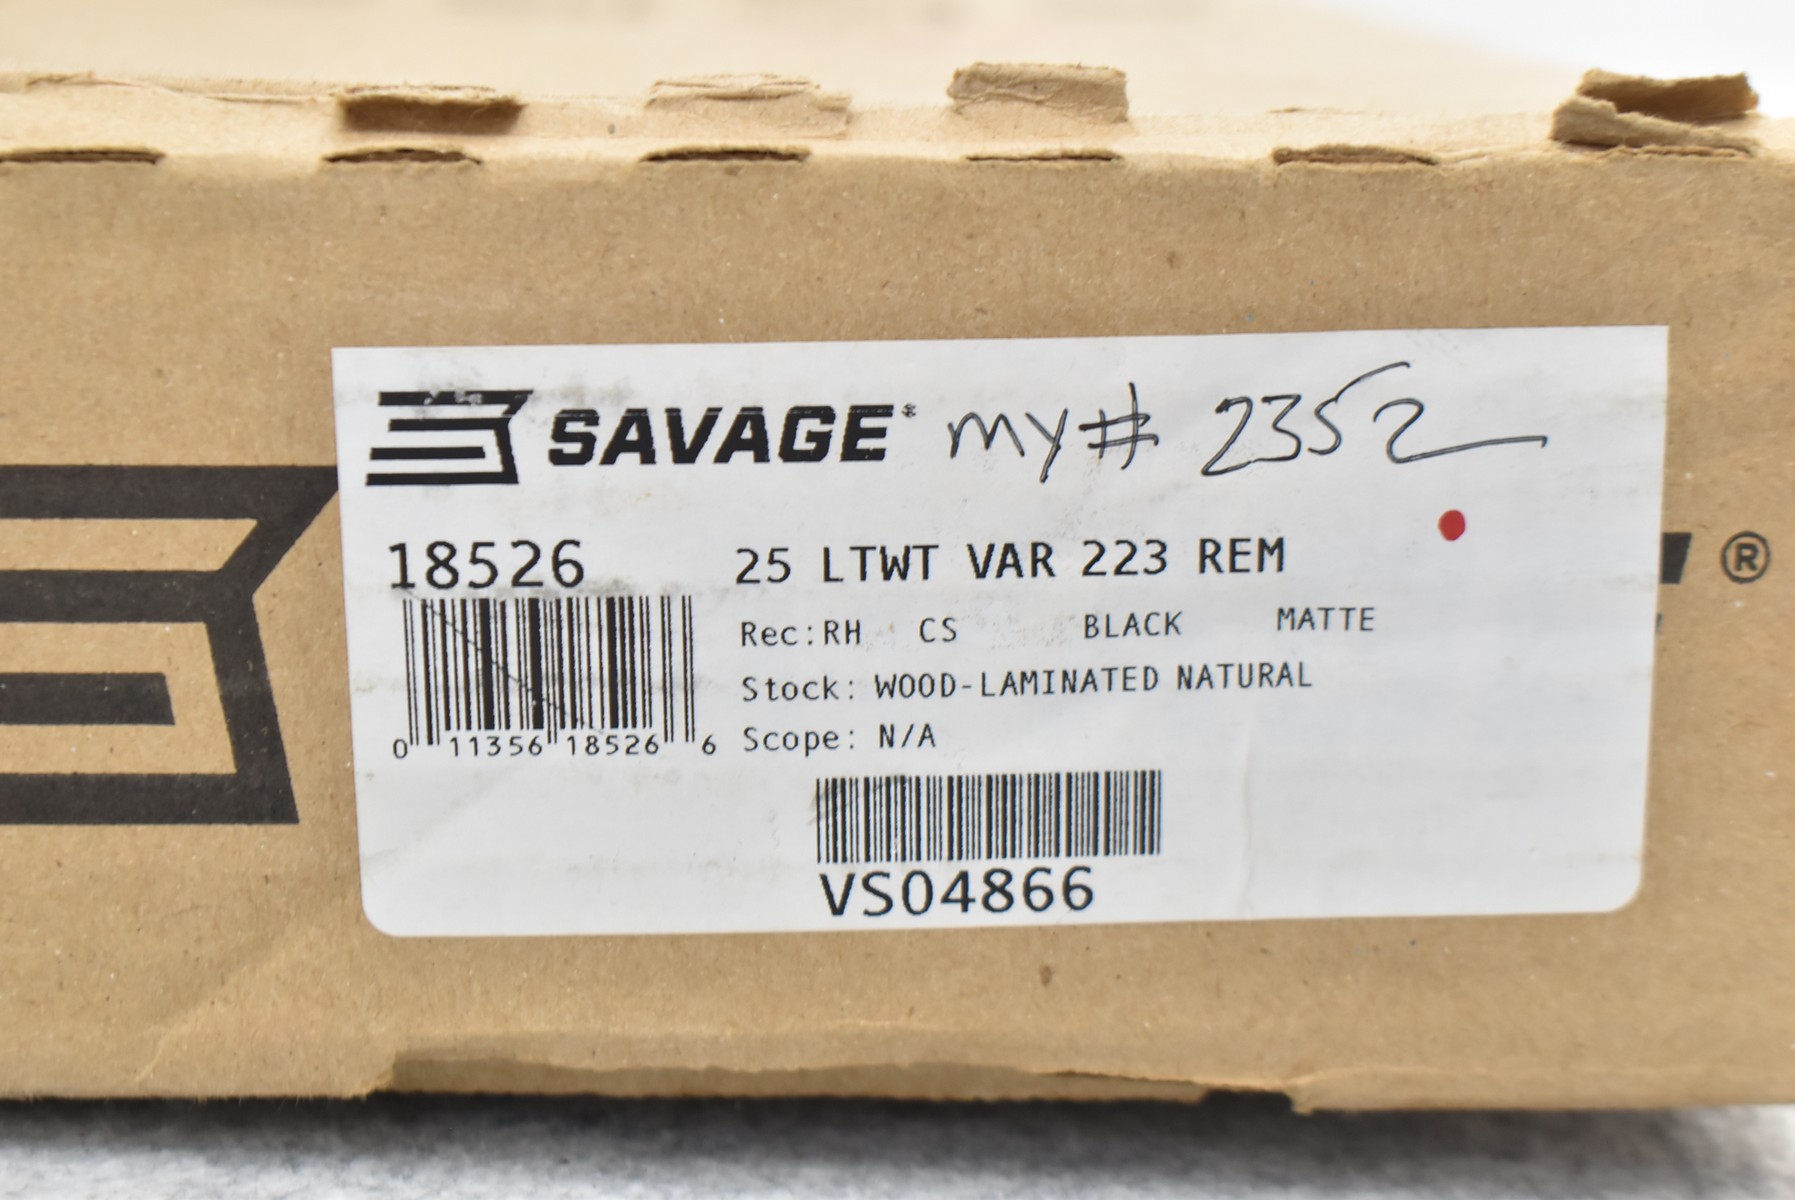 SAVAGE® my# 2352
18526
25 LTWT VAR 223 REM
Rec: RH CS BLACK MATTE
Stock: WOOD-LAMINATED NATURAL
Scope: N/A
0 11356 18526 6
VS04866
®